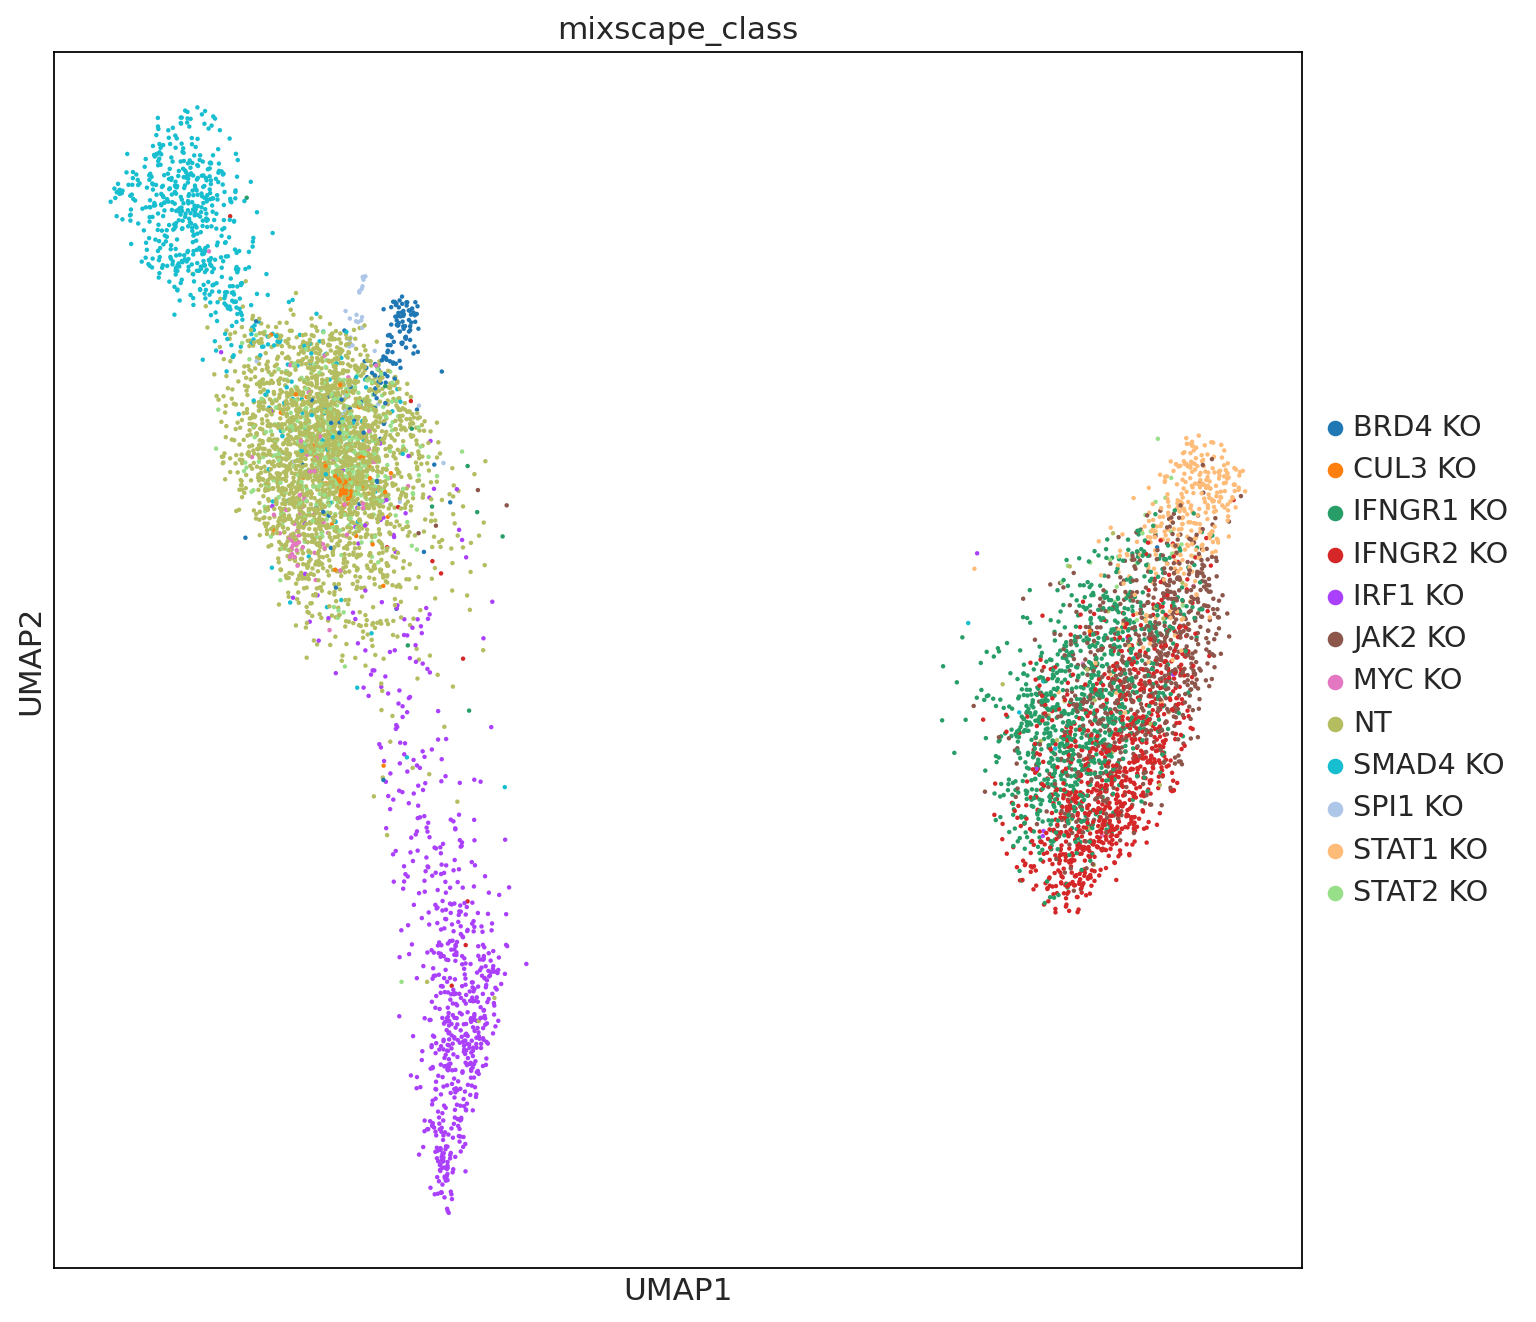 mixscape_class
UMAP2
UMAP1
BRD4 KO
CUL3 KO
IFNGR1 KO
IFNGR2 KO
IRF1 KO
JAK2 KO
MYC KO
NT
SMAD4 KO
SPI1 KO
STAT1 KO
STAT2 KO